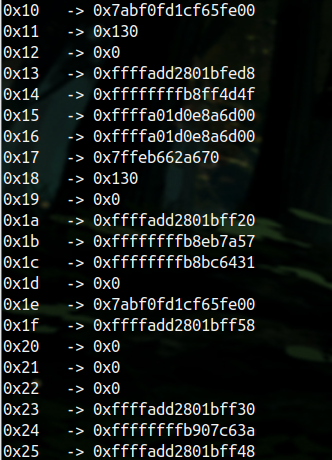 0x10 -> 0x7abf0fd1cf65fe00
0x11 -> 0x130
0x12 -> 0x0
0x13 -> 0xffffadd2801bfed8
0x14 -> 0xffffffffb8ff4d4f
0x15 -> 0xffffa01d0e8a6d00
0x16 -> 0xffffa01d0e8a6d00
0x17 -> 0x7ffeb662a670
0x18 -> 0x130
0x19 -> 0x0
0x1a -> 0xffffadd2801bff20
0x1b -> 0xffffffffb8eb7a57
0x1c -> 0xffffffffb8bc6431
0x1d -> 0x0
0x1e -> 0x7abf0fd1cf65fe00
0x1f -> 0xffffadd2801bff58
0x20 -> 0x0
0x21 -> 0x0
0x22 -> 0x0
0x23 -> 0xffffadd2801bff30
0x24 -> 0xffffffffb907c63a
0x25 -> 0xffffadd2801bff48